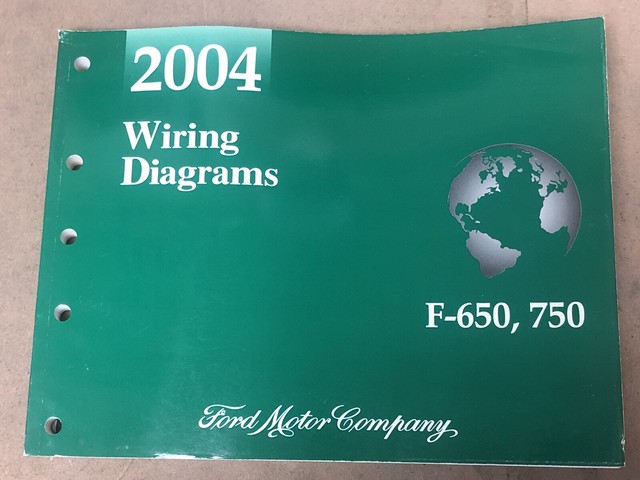 2004
Wiring
Diagrams
F-650, 750
Ford Motor Company